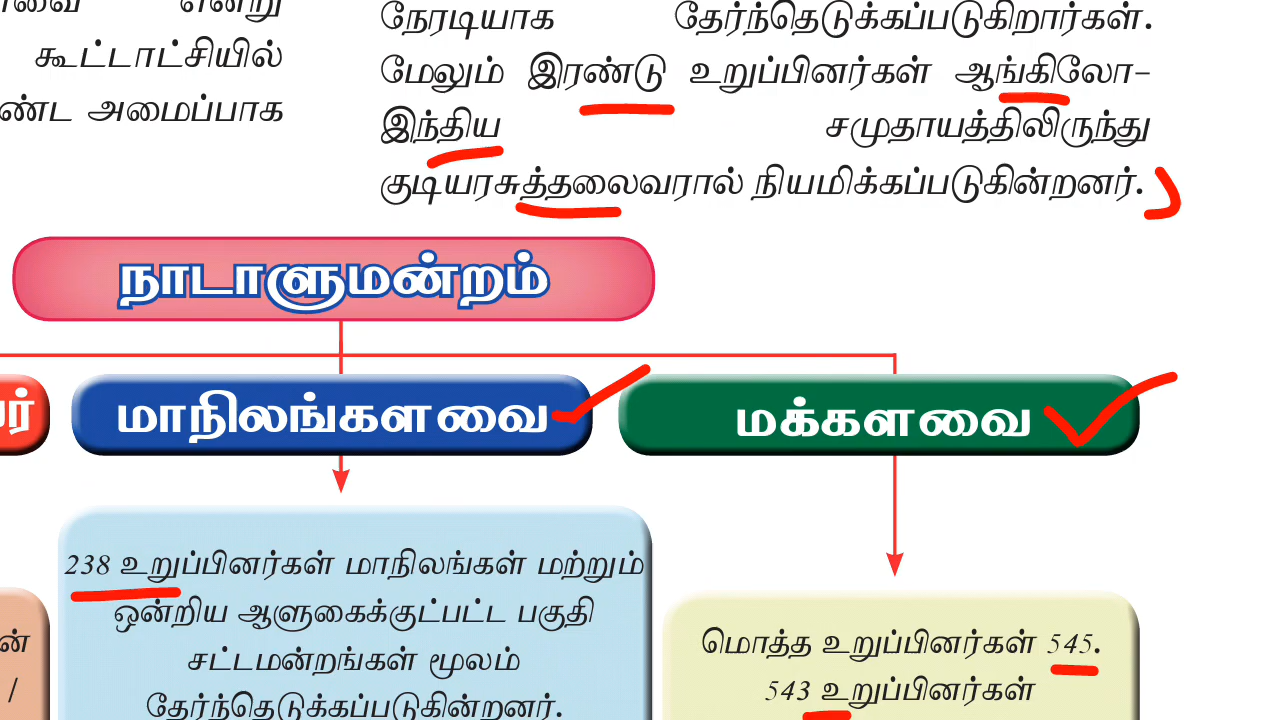 என்று
கூட்டாட்சியில்
அமைப்பாக
நேரடியாக தேர்ந்தெடுக்கப்படுகிறார்கள்.
மேலும் இரண்டு உறுப்பினர்கள் ஆங்கிலோ-
இந்திய சமுதாயத்திலிருந்து
குடியரசுத்தலைவரால் நியமிக்கப்படுகின்றனர்.
நாடாளுமன்றம்
மாநிலங்களவை
மக்களவை
238 உறுப்பினர்கள் மாநிலங்கள் மற்றும்
ஒன்றிய ஆளுகைக்குட்பட்ட பகுதி
சட்டமன்றங்கள் மூலம்
தேர்ந்தெடுக்கப்படுகின்றனர்.
மொத்த உறுப்பினர்கள் 545.
543 உறுப்பினர்கள்